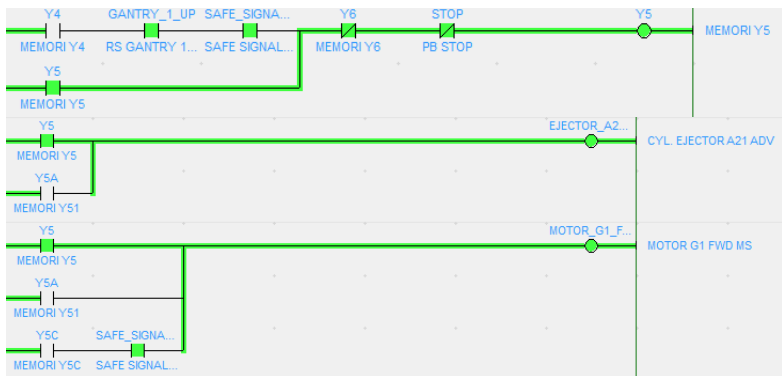 Y4 GANTRY_1_UP SAFE_SIGNA... Y6 STOP Y5
MEMORI Y4 RS GANTRY 1... SAFE SIGNAL... MEMORI Y6 PB STOP MEMORI Y5
Y5
MEMORI Y5
Y5 EJECTOR_A2...
MEMORI Y5 CYL. EJECTOR A21 ADV
Y5A
MEMORI Y51
Y5 MOTOR_G1_F...
MEMORI Y5 MOTOR G1 FWD MS
Y5A
MEMORI Y51
Y5C SAFE_SIGNA...
MEMORI Y5C SAFE SIGNAL...